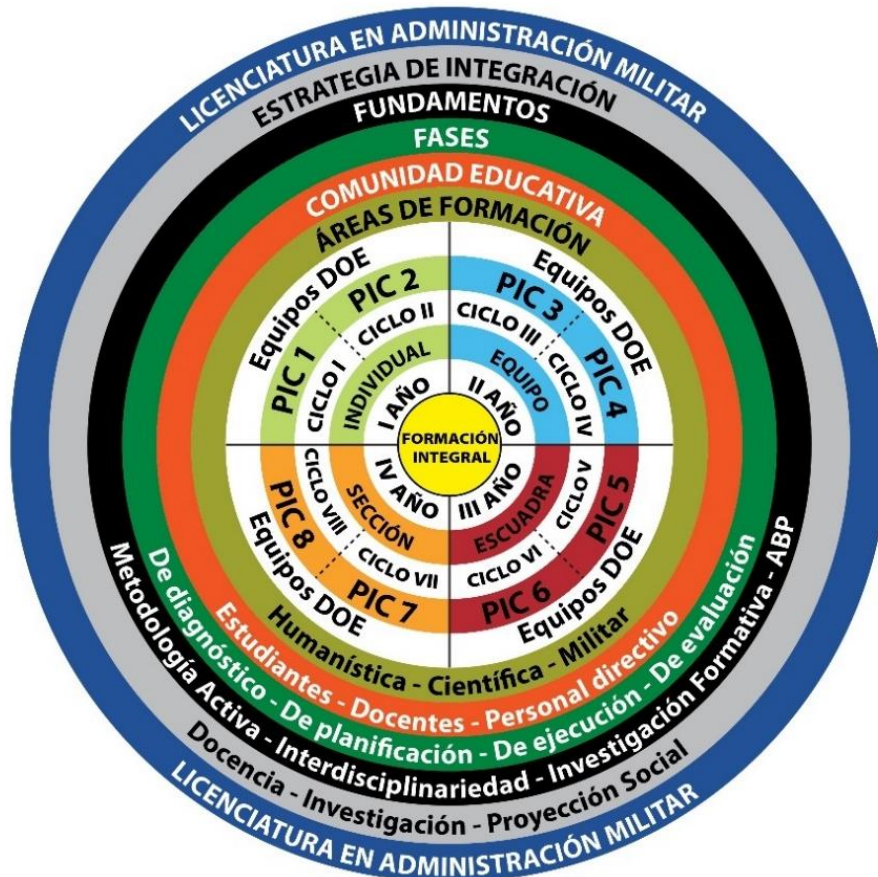 LICENCIATURA EN ADMINISTRACIÓN MILITAR
ESTRATEGIA DE INTEGRACIÓN
FUNDAMENTOS
FASES
COMUNIDAD EDUCATIVA
ÁREAS DE FORMACIÓN
Equipos DOE
Equipos DOE
PIC 1
PIC 2
PIC 3
PIC 4
CICLO I
CICLO II
CICLO III
CICLO IV
INDIVIDUAL
EQUIPO
I AÑO
II AÑO
FORMACIÓN
INTEGRAL
IV AÑO
III AÑO
SECCIÓN
ESCUADRA
CICLO VIII
CICLO VII
CICLO VI
CICLO V
PIC 8
PIC 7
PIC 6
PIC 5
Equipos DOE
Equipos DOE
Humanística - Científica - Militar
Estudiantes - Docentes - Personal directivo
De diagnóstico - De planificación - De ejecución - De evaluación
Metodología Activa - Interdisciplinariedad - Investigación Formativa - ABP
Docencia - Investigación - Proyección Social
LICENCIATURA EN ADMINISTRACIÓN MILITAR